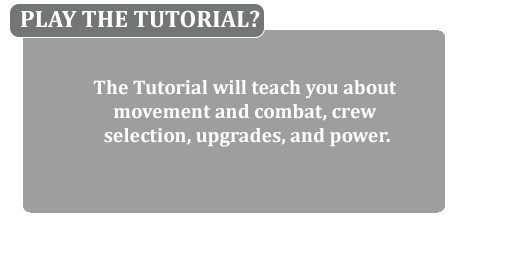 PLAY THE TUTORIAL?
The Tutorial will teach you about
movement and combat, crew
selection, upgrades, and power.